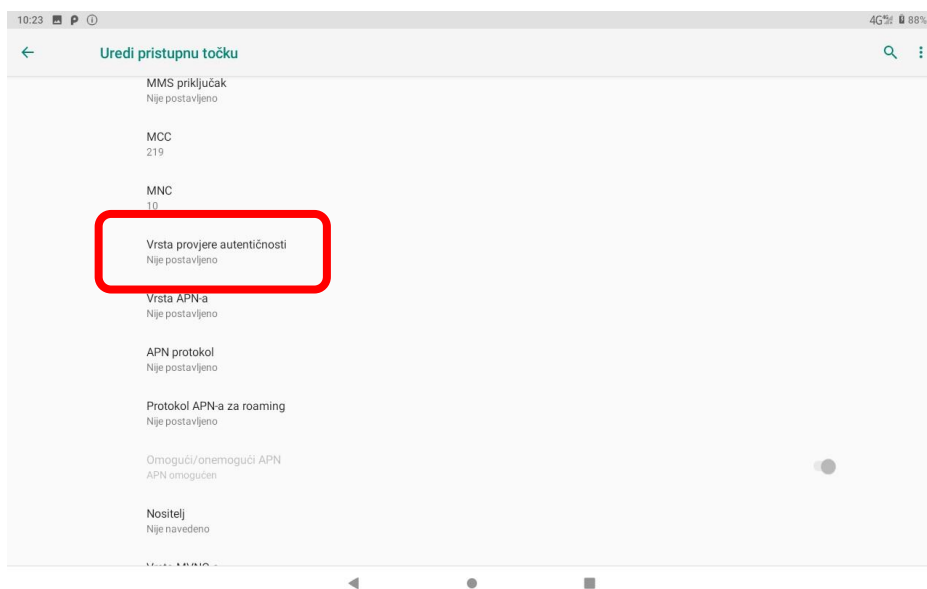 10:23 P 4G 88%
Uredi pristupnu točku
MMS priključak
Nije postavljeno
MCC
219
MNC
10
Vrsta provjere autentičnosti
Nije postavljeno
Vrsta APN-a
Nije postavljeno
APN protokol
Nije postavljeno
Protokol APN-a za roaming
Nije postavljeno
Omogući/onemogući APN
APN omogućen
Nositelj
Nije navedeno